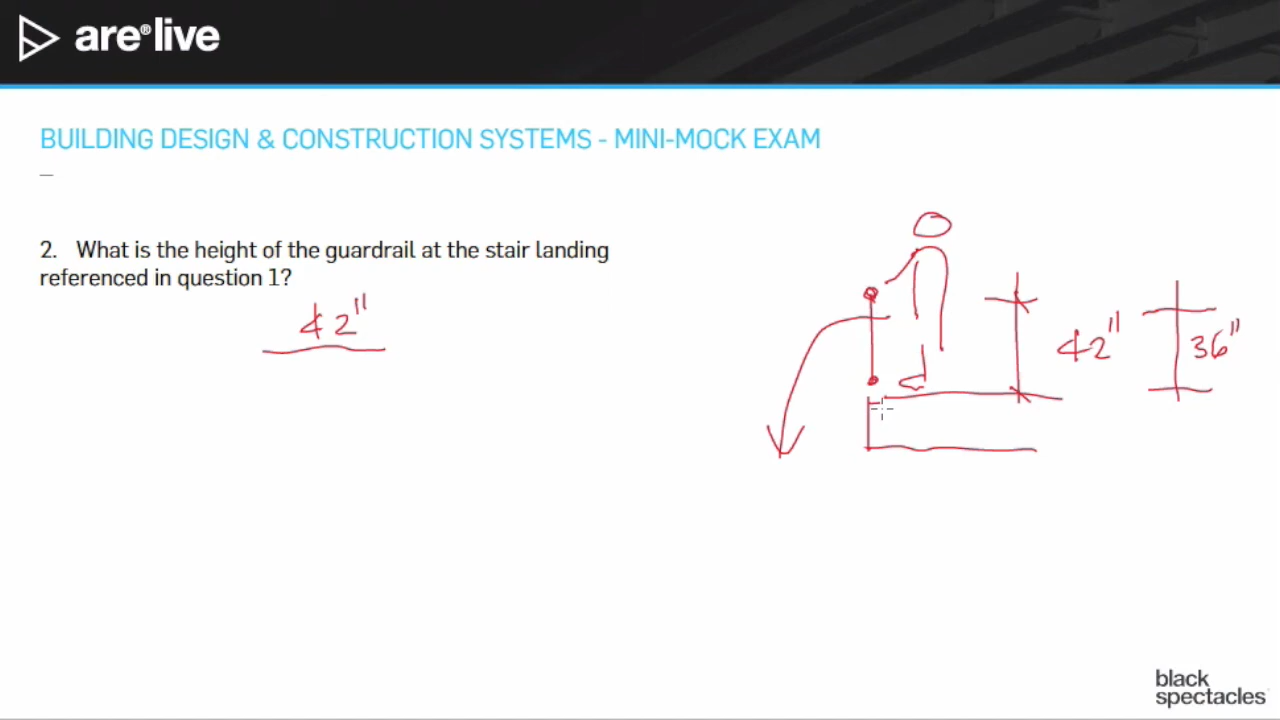 are®live
BUILDING DESIGN & CONSTRUCTION SYSTEMS - MINI-MOCK EXAM
2. What is the height of the guardrail at the stair landing
referenced in question 1?
42"
42"
36"
black
spectacles